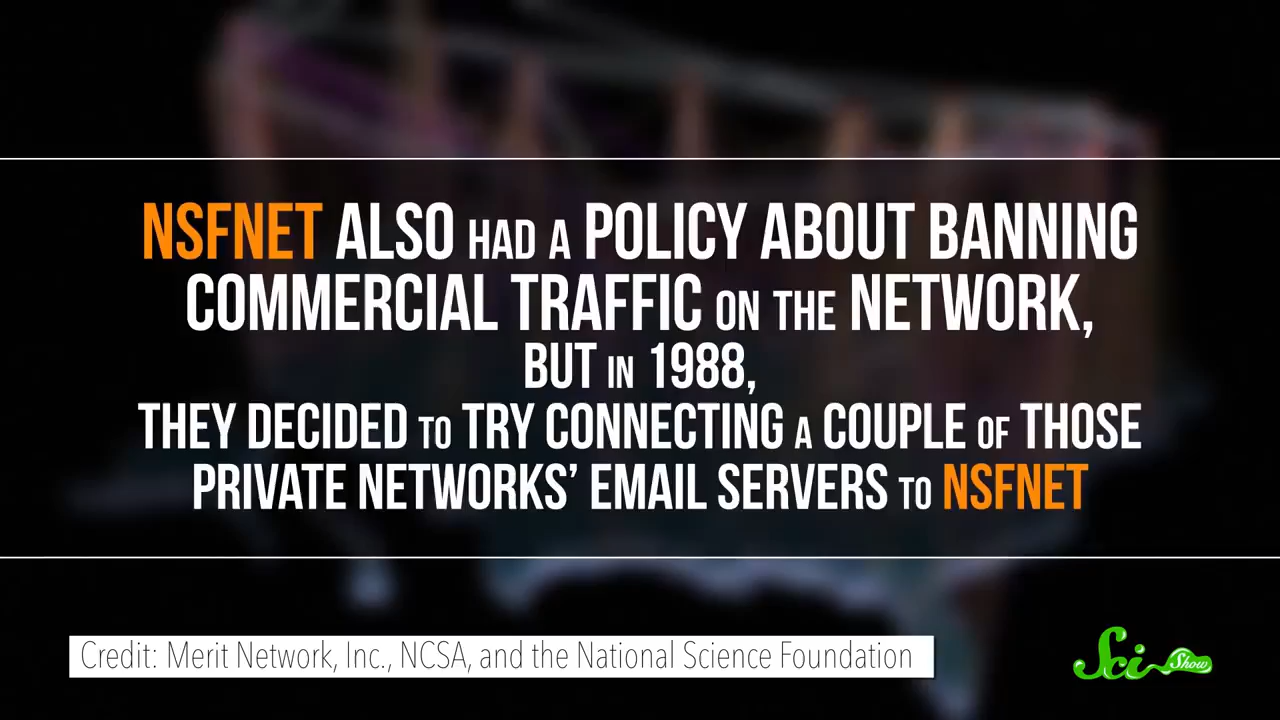 NSFNET ALSO HAD A POLICY ABOUT BANNING
COMMERCIAL TRAFFIC ON THE NETWORK,
BUT IN 1988,
THEY DECIDED TO TRY CONNECTING A COUPLE OF THOSE
PRIVATE NETWORKS’ EMAIL SERVERS TO NSFNET
Credit: Merit Network, Inc., NCSA, and the National Science Foundation
Sci Show